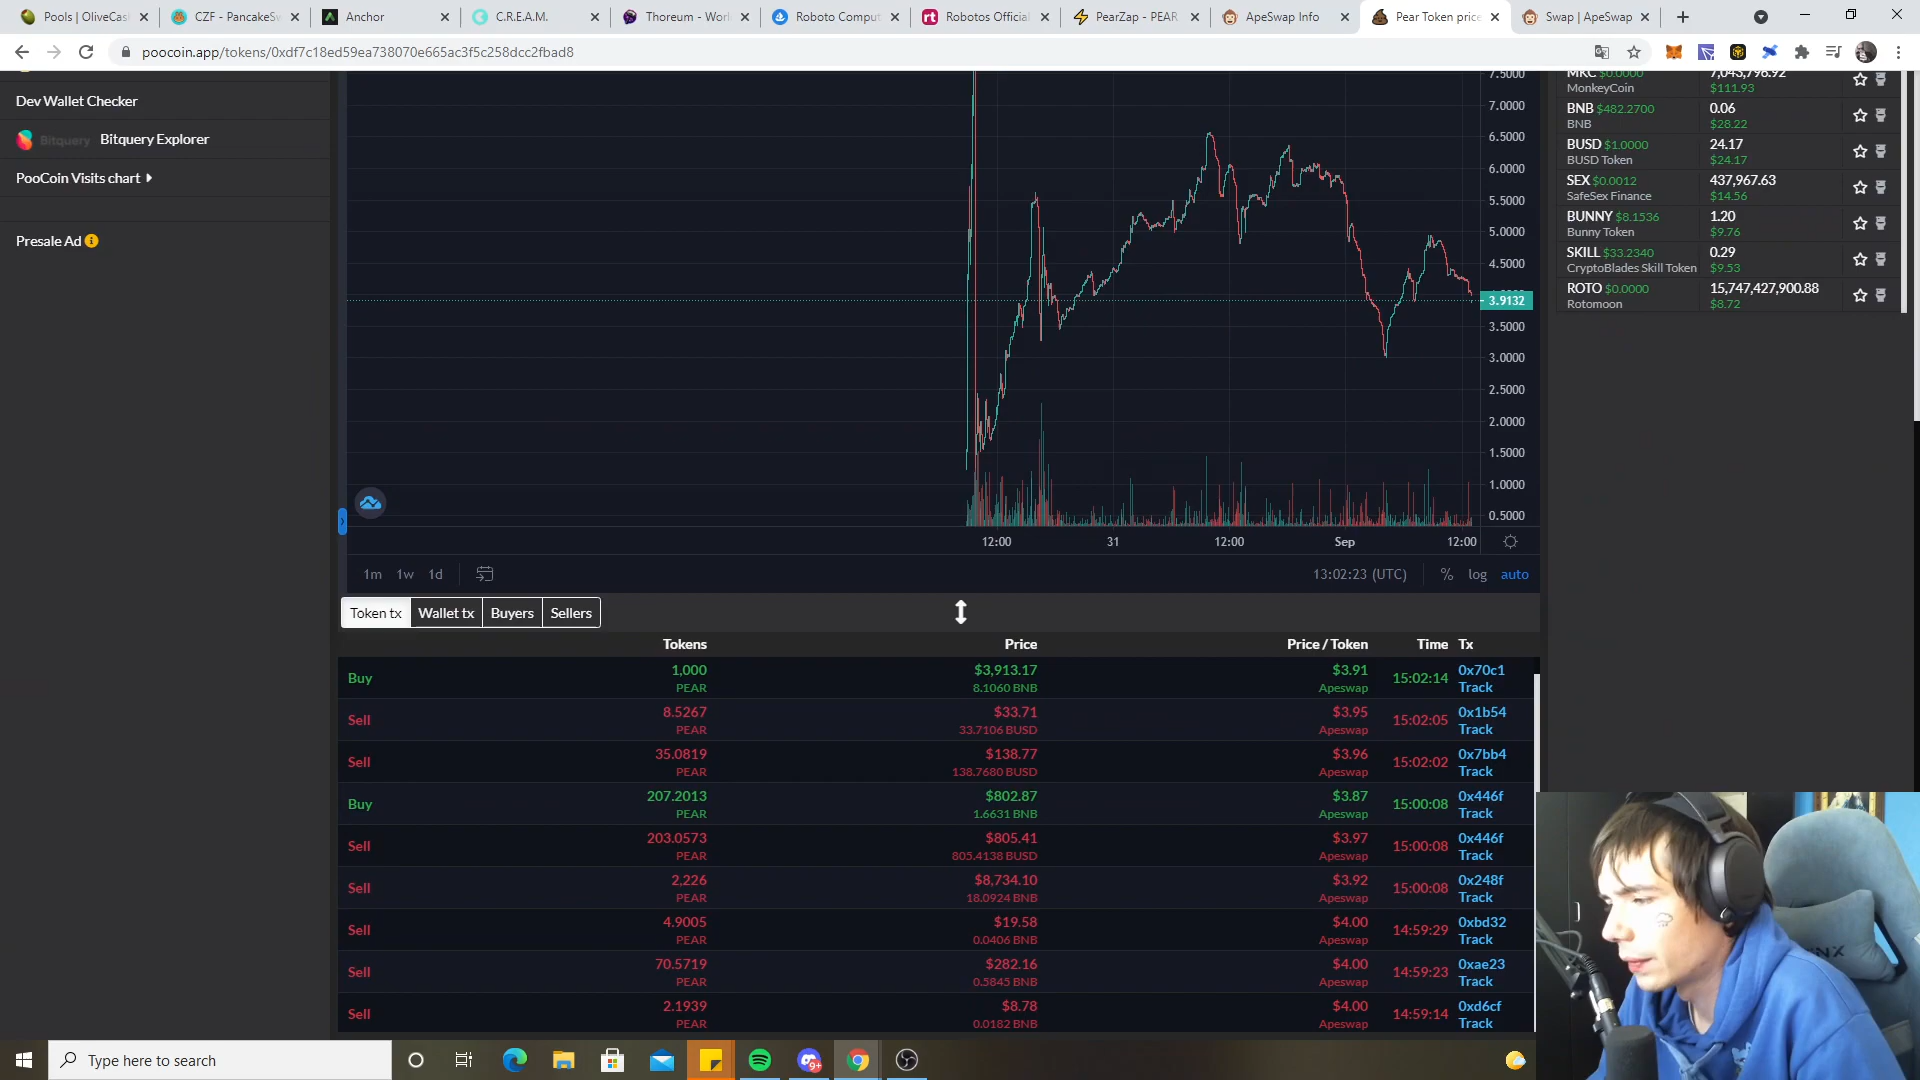 Pools | OliveCas
CZF - PancakeSw
Anchor
C.R.E.A.M.
Thoreum - Worl
Roboto Comput
Robotos Official
PearZap - PEAR
ApeSwap Info
Pear Token price
Swap | ApeSwap
poocoin.app/tokens/0xdf7c18ed59ea738070e665ac3f5c258dcc2fbad8
Dev Wallet Checker
Bitquery Bitquery Explorer
PooCoin Visits chart
Presale Ad
7.5000
7.0000
6.5000
6.0000
5.5000
5.0000
4.5000
3.9132
3.5000
3.0000
2.5000
2.0000
1.5000
1.0000
0.5000
12:00 31 12:00 Sep 12:00
1m 1w 1d
13:02:23 (UTC) % log auto
MKC $0.0000 7,043,796.92
MonkeyCoin $111.93
BNB $482.2700 0.06
BNB $28.22
BUSD $1.0000 24.17
BUSD Token $24.17
SEX $0.0012 437,967.63
SafeSex Finance $14.56
BUNNY $8.1536 1.20
Bunny Token $9.76
SKILL $33.2340 0.29
CryptoBlades Skill Token $9.53
ROTO $0.0000 15,747,427,900.88
Rotomoon $8.72
Token tx Wallet tx Buyers Sellers
Tokens Price Price / Token Time Tx
Buy 1,000 PEAR $3,913.17 8.1060 BNB $3.91 Apeswap 15:02:14 0x70c1 Track
Sell 8.5267 PEAR $33.71 33.7106 BUSD $3.95 Apeswap 15:02:05 0x1b54 Track
Sell 35.0819 PEAR $138.77 138.7680 BUSD $3.96 Apeswap 15:02:02 0x7bb4 Track
Buy 207.2013 PEAR $802.87 1.6631 BNB $3.87 Apeswap 15:00:08 0x446f Track
Sell 203.0573 PEAR $805.41 805.4138 BUSD $3.97 Apeswap 15:00:08 0x446f Track
Sell 2,226 PEAR $8,734.10 18.0924 BNB $3.92 Apeswap 15:00:08 0x248f Track
Sell 4.9005 PEAR $19.58 0.0406 BNB $4.00 Apeswap 14:59:29 0xbd32 Track
Sell 70.5719 PEAR $282.16 0.5845 BNB $4.00 Apeswap 14:59:23 0xae23 Track
Sell 2.1939 PEAR $8.78 0.0182 BNB $4.00 Apeswap 14:59:14 0xd6cf Track
Type here to search
9+